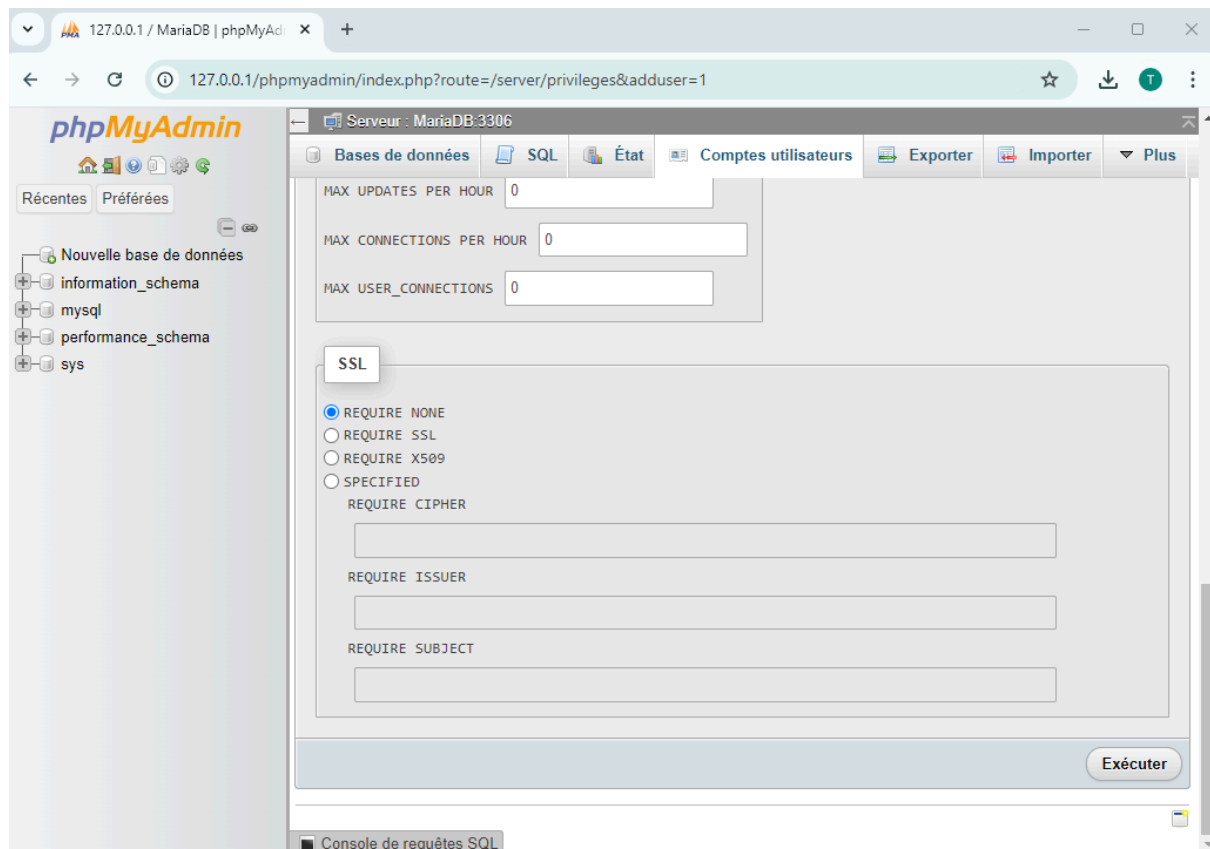 127.0.0.1 / MariaDB | phpMyAd
127.0.0.1/phpmyadmin/index.php?route=/server/privileges&adduser=1
T
phpMyAdmin
Récentes Préférées
Nouvelle base de données
information_schema
mysql
performance_schema
sys
Serveur : MariaDB:3306
Bases de données SQL État Comptes utilisateurs Exporter Importer Plus
MAX UPDATES PER HOUR 0
MAX CONNECTIONS PER HOUR 0
MAX USER_CONNECTIONS 0
SSL
REQUIRE NONE
REQUIRE SSL
REQUIRE X509
SPECIFIED
REQUIRE CIPHER
REQUIRE ISSUER
REQUIRE SUBJECT
Exécuter
Console de requêtes SQL